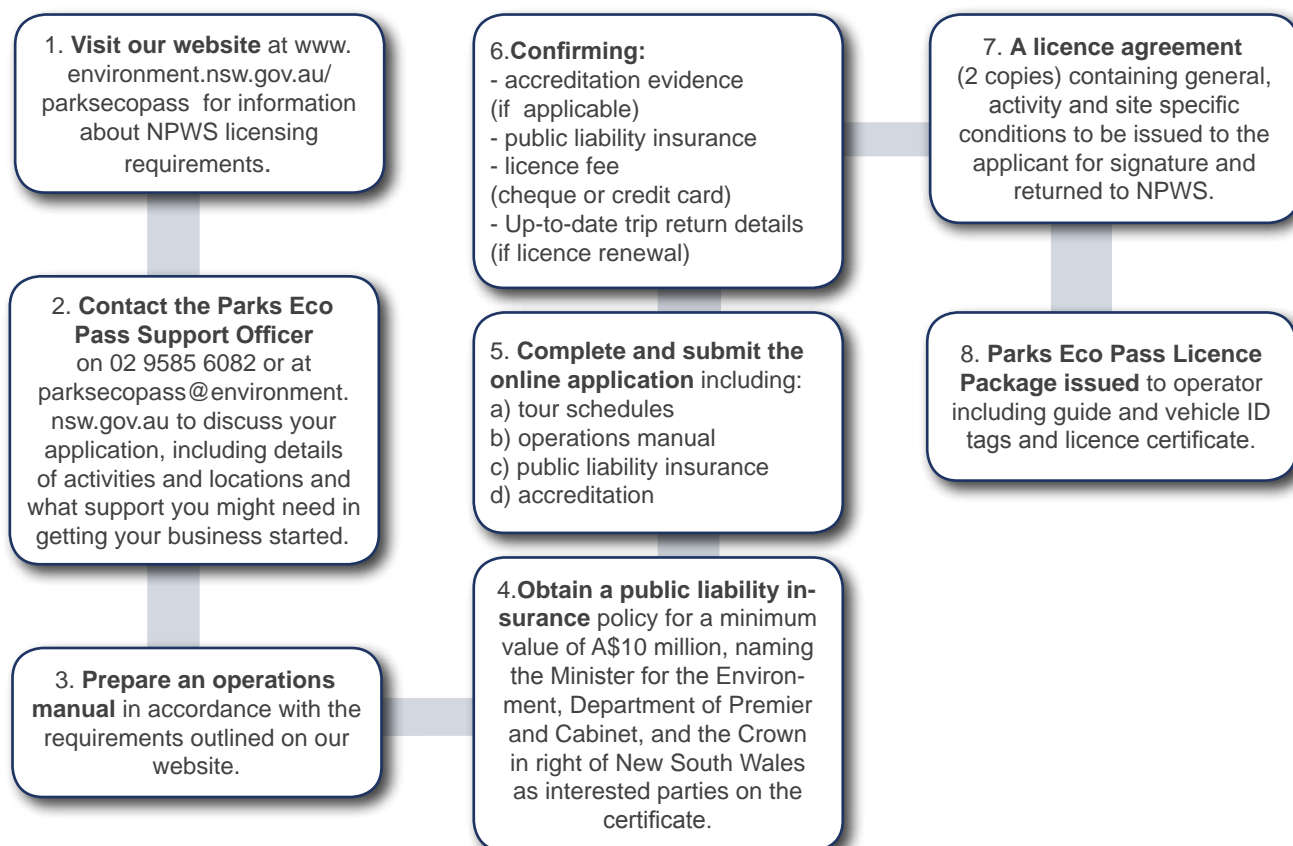 1. Visit our website at www.
environment.nsw.gov.au/
parksecopass for information
about NPWS licensing
requirements.
2. Contact the Parks Eco
Pass Support Officer
on 02 9585 6082 or at
parksecopass@environment.
nsw.gov.au to discuss your
application, including details
of activities and locations and
what support you might need in
getting your business started.
3. Prepare an operations
manual in accordance with the
requirements outlined on our
website.
4.Obtain a public liability in-
surance policy for a minimum
value of A$10 million, naming
the Minister for the Environ-
ment, Department of Premier
and Cabinet, and the Crown
in right of New South Wales
as interested parties on the
certificate.
5. Complete and submit the
online application including:
a) tour schedules
b) operations manual
c) public liability insurance
d) accreditation
6.Confirming:
- accreditation evidence
(if applicable)
- public liability insurance
- licence fee
(cheque or credit card)
- Up-to-date trip return details
(if licence renewal)
7. A licence agreement
(2 copies) containing general,
activity and site specific
conditions to be issued to the
applicant for signature and
returned to NPWS.
8. Parks Eco Pass Licence
Package issued to operator
including guide and vehicle ID
tags and licence certificate.